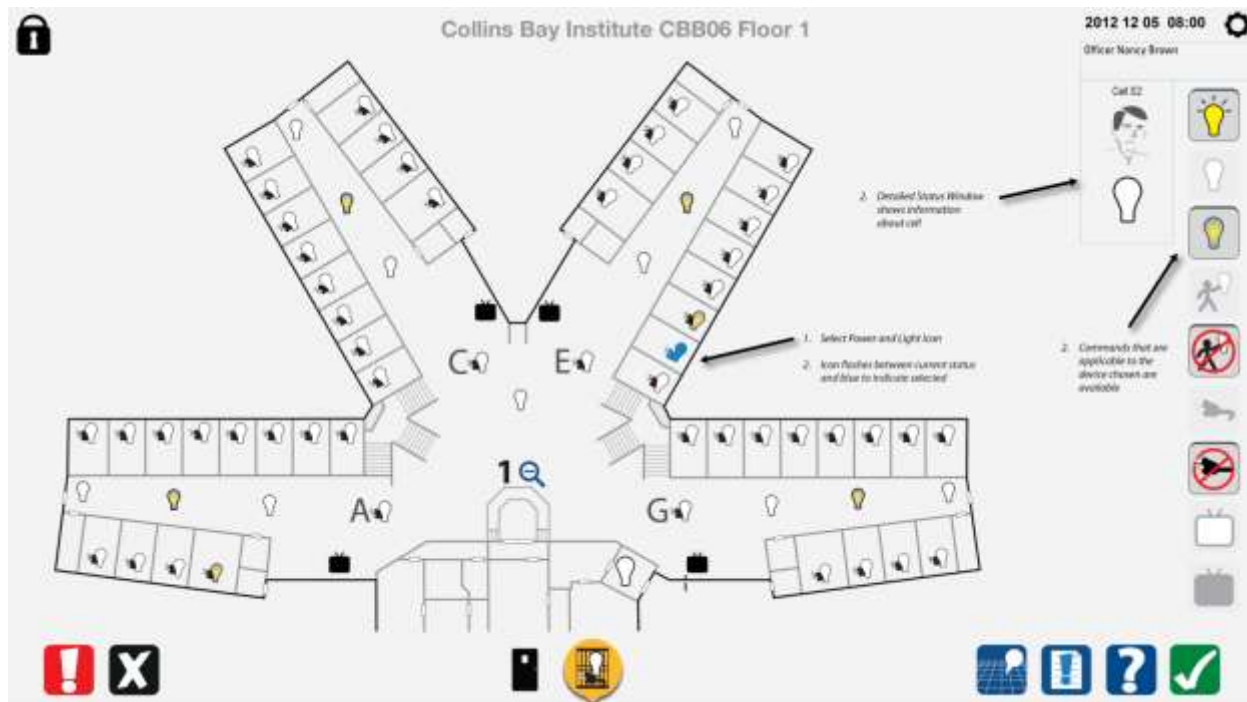 Collins Bay Institute CBB06 Floor 1
2012 12 05 08:00
Officer Nancy Brown
Cell E2
2. Detailed Status Window
shows information
about cell
1. Select Power and Light Icon
2. Icon flashes between current status
and blue to indicate selected
2. Commands that are
applicable to the
device chosen are
available
C
E
1
A
G